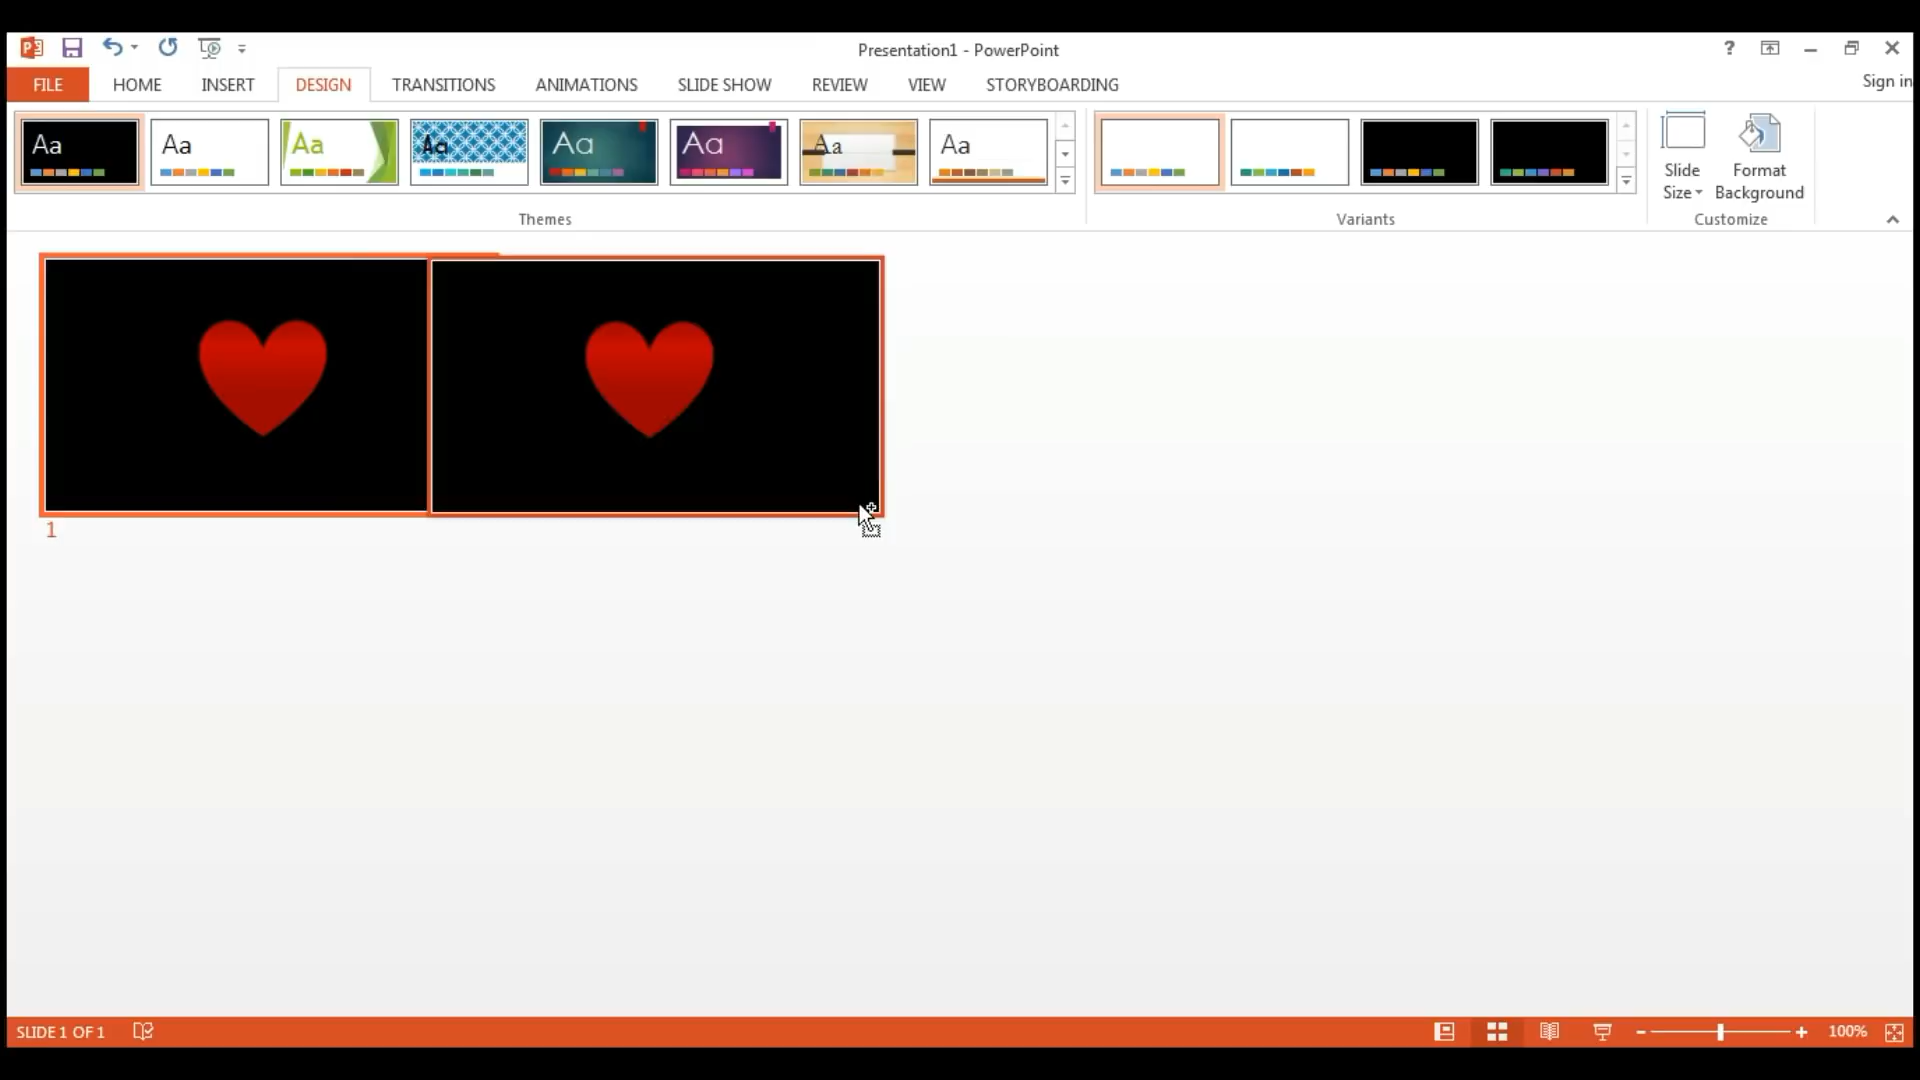 Presentation1 - PowerPoint
?
Sign in
FILE HOME INSERT DESIGN TRANSITIONS ANIMATIONS SLIDE SHOW REVIEW VIEW STORYBOARDING
Aa Aa Aa Aa Aa Aa Aa Aa
Slide Size
Format Background
Themes
Variants
Customize
1
SLIDE 1 OF 1
100%